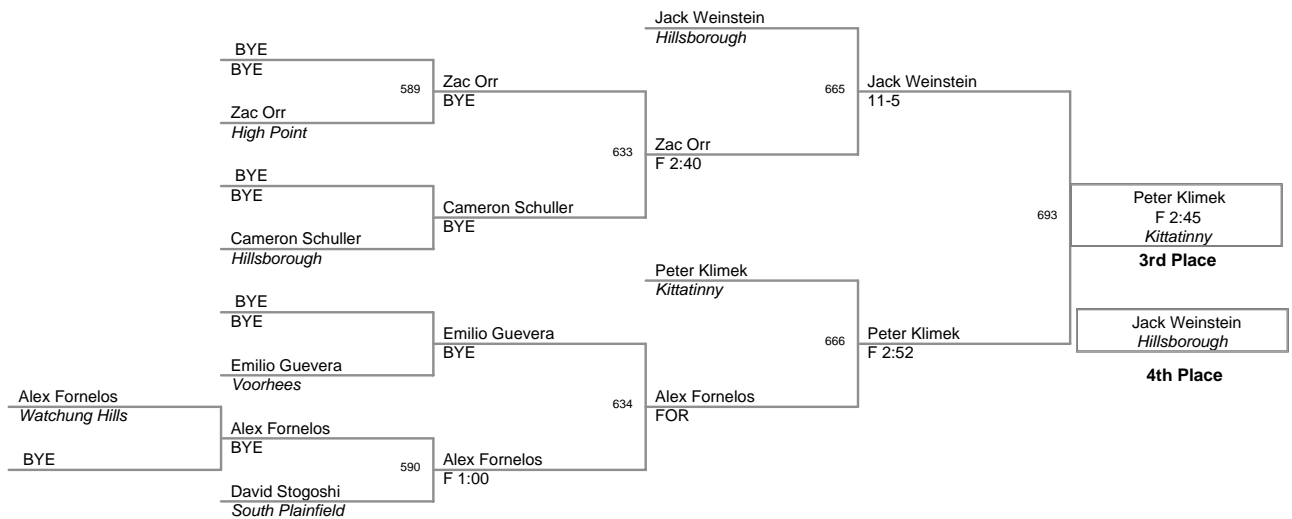 Jack Weinstein
Hillsborough
BYE
BYE
589
Zac Orr
BYE
665
Jack Weinstein
11-5
Zac Orr
High Point
633
Zac Orr
F 2:40
BYE
BYE
Cameron Schuller
BYE
693
Peter Klimek
F 2:45
Kittatinny
3rd Place
Cameron Schuller
Hillsborough
Peter Klimek
Kittatinny
BYE
BYE
Emilio Guevera
BYE
666
Peter Klimek
F 2:52
Jack Weinstein
Hillsborough
4th Place
Emilio Guevera
Voorhees
Alex Fornelos
Watchung Hills
634
Alex Fornelos
FOR
Alex Fornelos
BYE
BYE
590
Alex Fornelos
F 1:00
David Stogoshi
South Plainfield